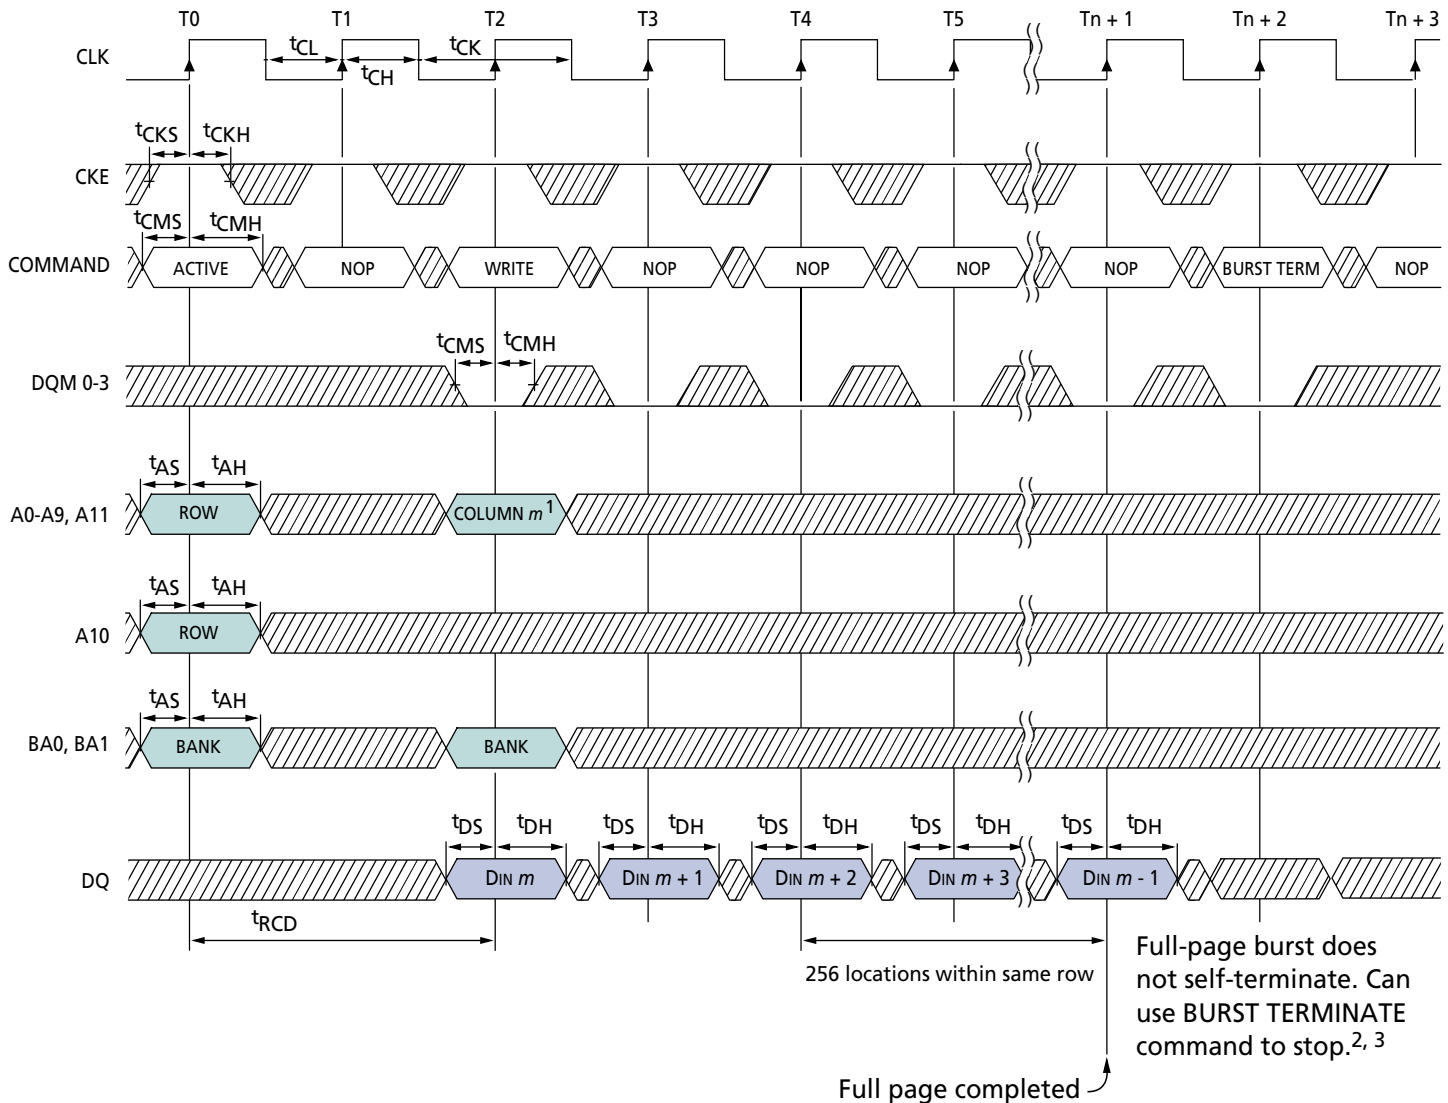 T0 T1 T2 T3 T4 T5 Tn + 1 Tn + 2 Tn + 3
CLK
tCL tCK
tCH
tCKS tCKH
CKE
tCMS tCMH
COMMAND ACTIVE NOP WRITE NOP NOP NOP NOP BURST TERM NOP
tCMS tCMH
DQM 0-3
tAS tAH
A0-A9, A11 ROW COLUMN m1
tAS tAH
A10 ROW
tAS tAH
BA0, BA1 BANK BANK
tDS tDH tDS tDH tDS tDH tDS tDH tDS tDH
DQ DIN m DIN m + 1 DIN m + 2 DIN m + 3 DIN m - 1
tRCD
256 locations within same row
Full-page burst does
not self-terminate. Can
use BURST TERMINATE
command to stop.2, 3
Full page completed